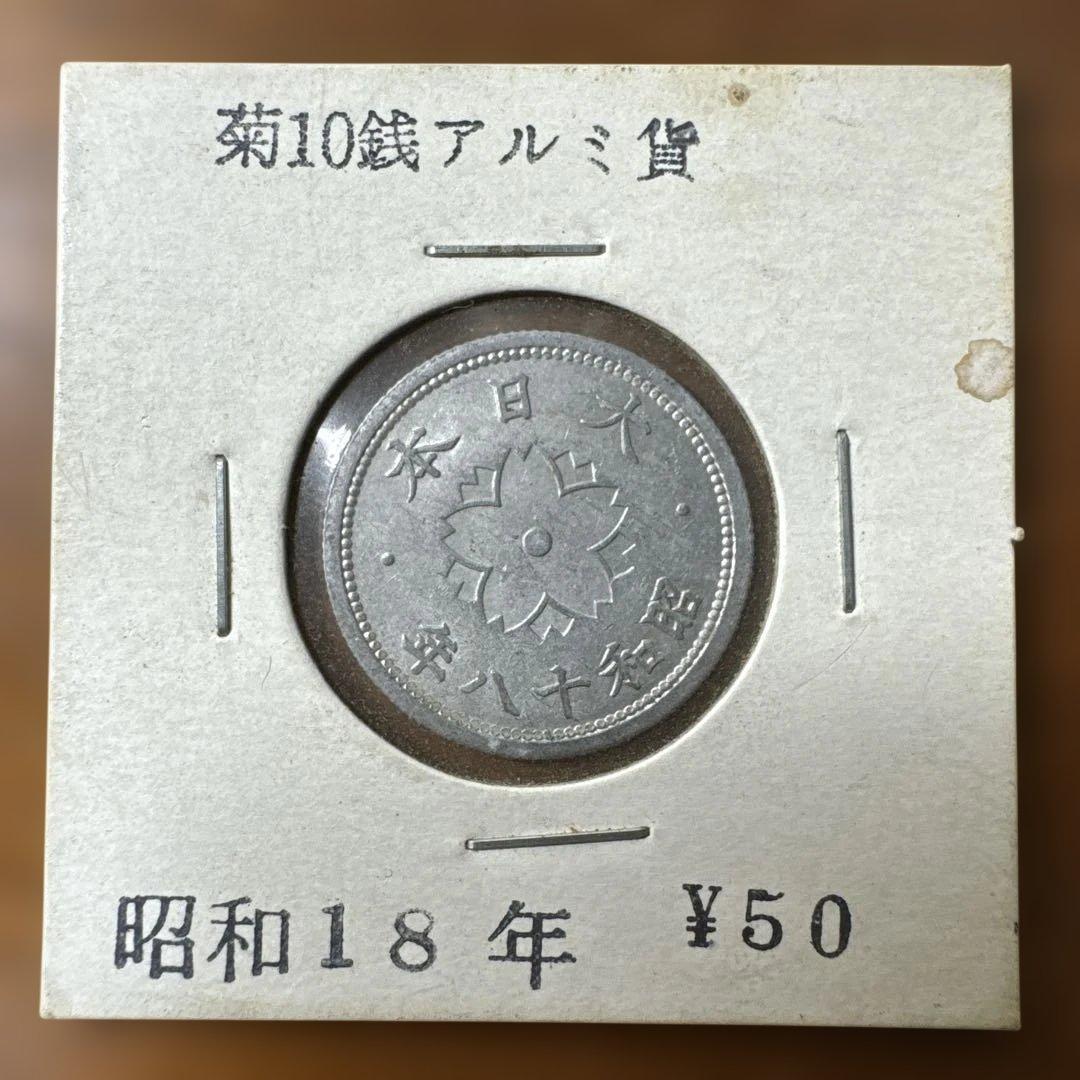 菊10銭アルミ貨
大日本
昭和十八年
昭和18年 ¥50